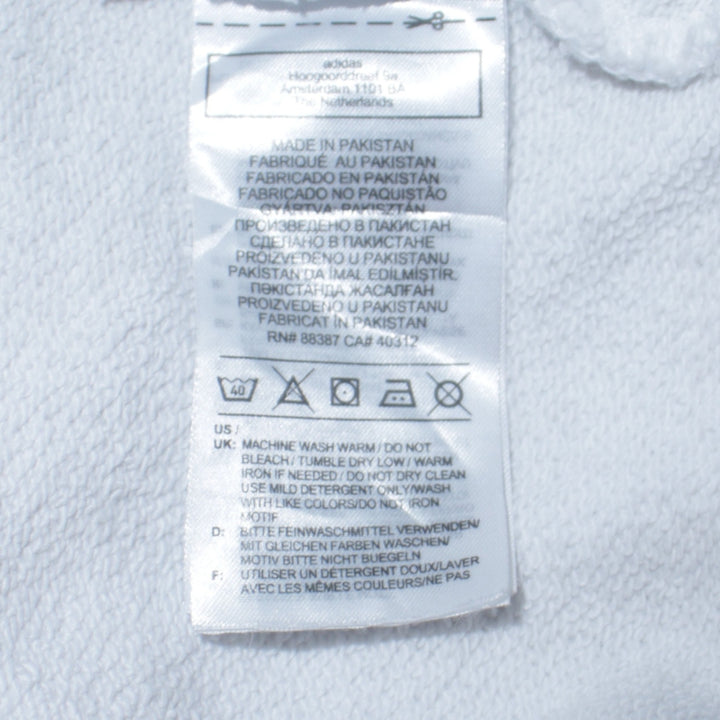 adidas
Hoogoorddreef 9a
Amsterdam 1101 BA
The Netherlands
MADE IN PAKISTAN
FABRIQUÉ AU PAKISTAN
FABRICADO EN PAKISTÁN
FABRICADO NO PAQUISTÃO
GYÁRTVA: PAKISZTÁN
ПРОИЗВЕДЕНО В ПАКИСТАН
СДЕЛАНО В ПАКИСТАНЕ
PROIZVEDENO U PAKISTANU
PAKİSTAN'DA İMAL EDİLMİŞTİR.
ПӘКІСТАНДА ЖАСАЛҒАН
PROIZVEDENO U PAKISTANU
FABRICAT ÎN PAKISTAN
RN# 88387 CA# 40312
40
US /
UK: MACHINE WASH WARM / DO NOT
BLEACH / TUMBLE DRY LOW / WARM
IRON IF NEEDED / DO NOT DRY CLEAN
USE MILD DETERGENT ONLY/WASH
WITH LIKE COLORS/DO NOT IRON
MOTIF
D: BITTE FEINWASCHMITTEL VERWENDEN/
MIT GLEICHEN FARBEN WASCHEN/
MOTIV BITTE NICHT BUEGELN
F: UTILISER UN DÉTERGENT DOUX/LAVER
AVEC LES MÊMES COULEURS/NE PAS